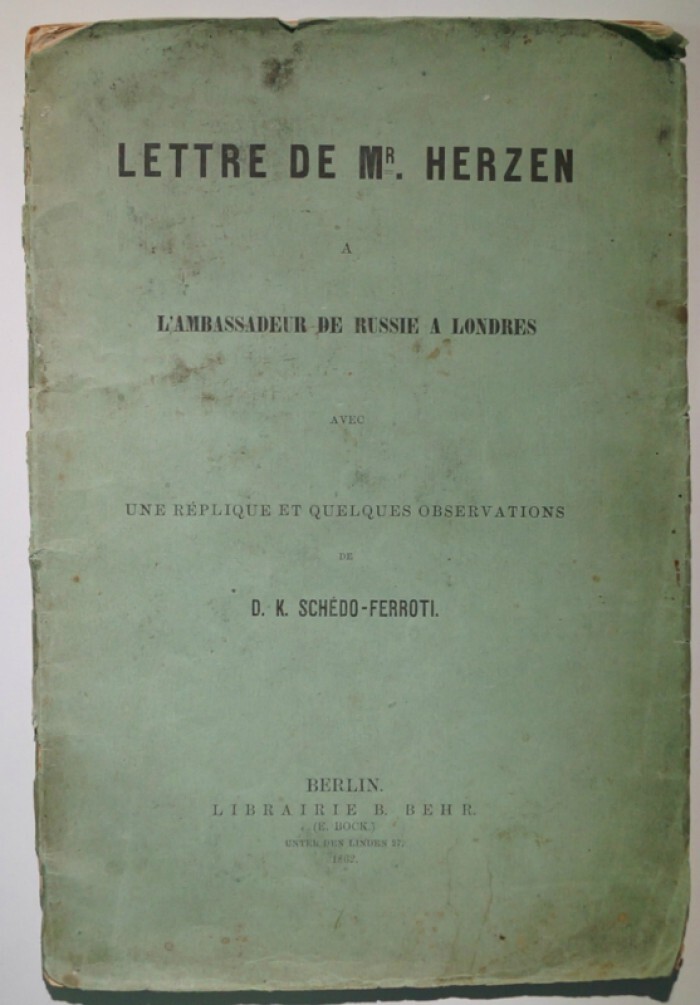 LETTRE DE MR. HERZEN
A
L'AMBASSADEUR DE RUSSIE A LONDRES
AVEC
UNE RÉPLIQUE ET QUELQUES OBSERVATIONS
DE
D. K. SCHÉDO-FERROTI.
BERLIN.
LIBRAIRIE B. BEHR.
(E. BOCK.)
UNTER DEN LINDEN 27.
1862.